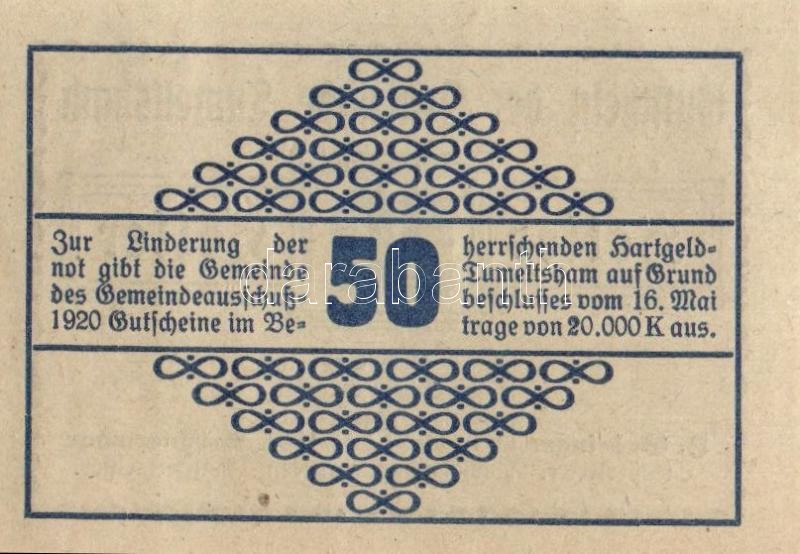 Zur Linderung der 50 herrschenden Hartgeld-
not gibt die Gemeinde Tumeltsham auf Grund
des Gemeindeausschuß- beschlusses vom 16. Mai
1920 Gutscheine im Be- trage von 20.000 K aus.
darabanth